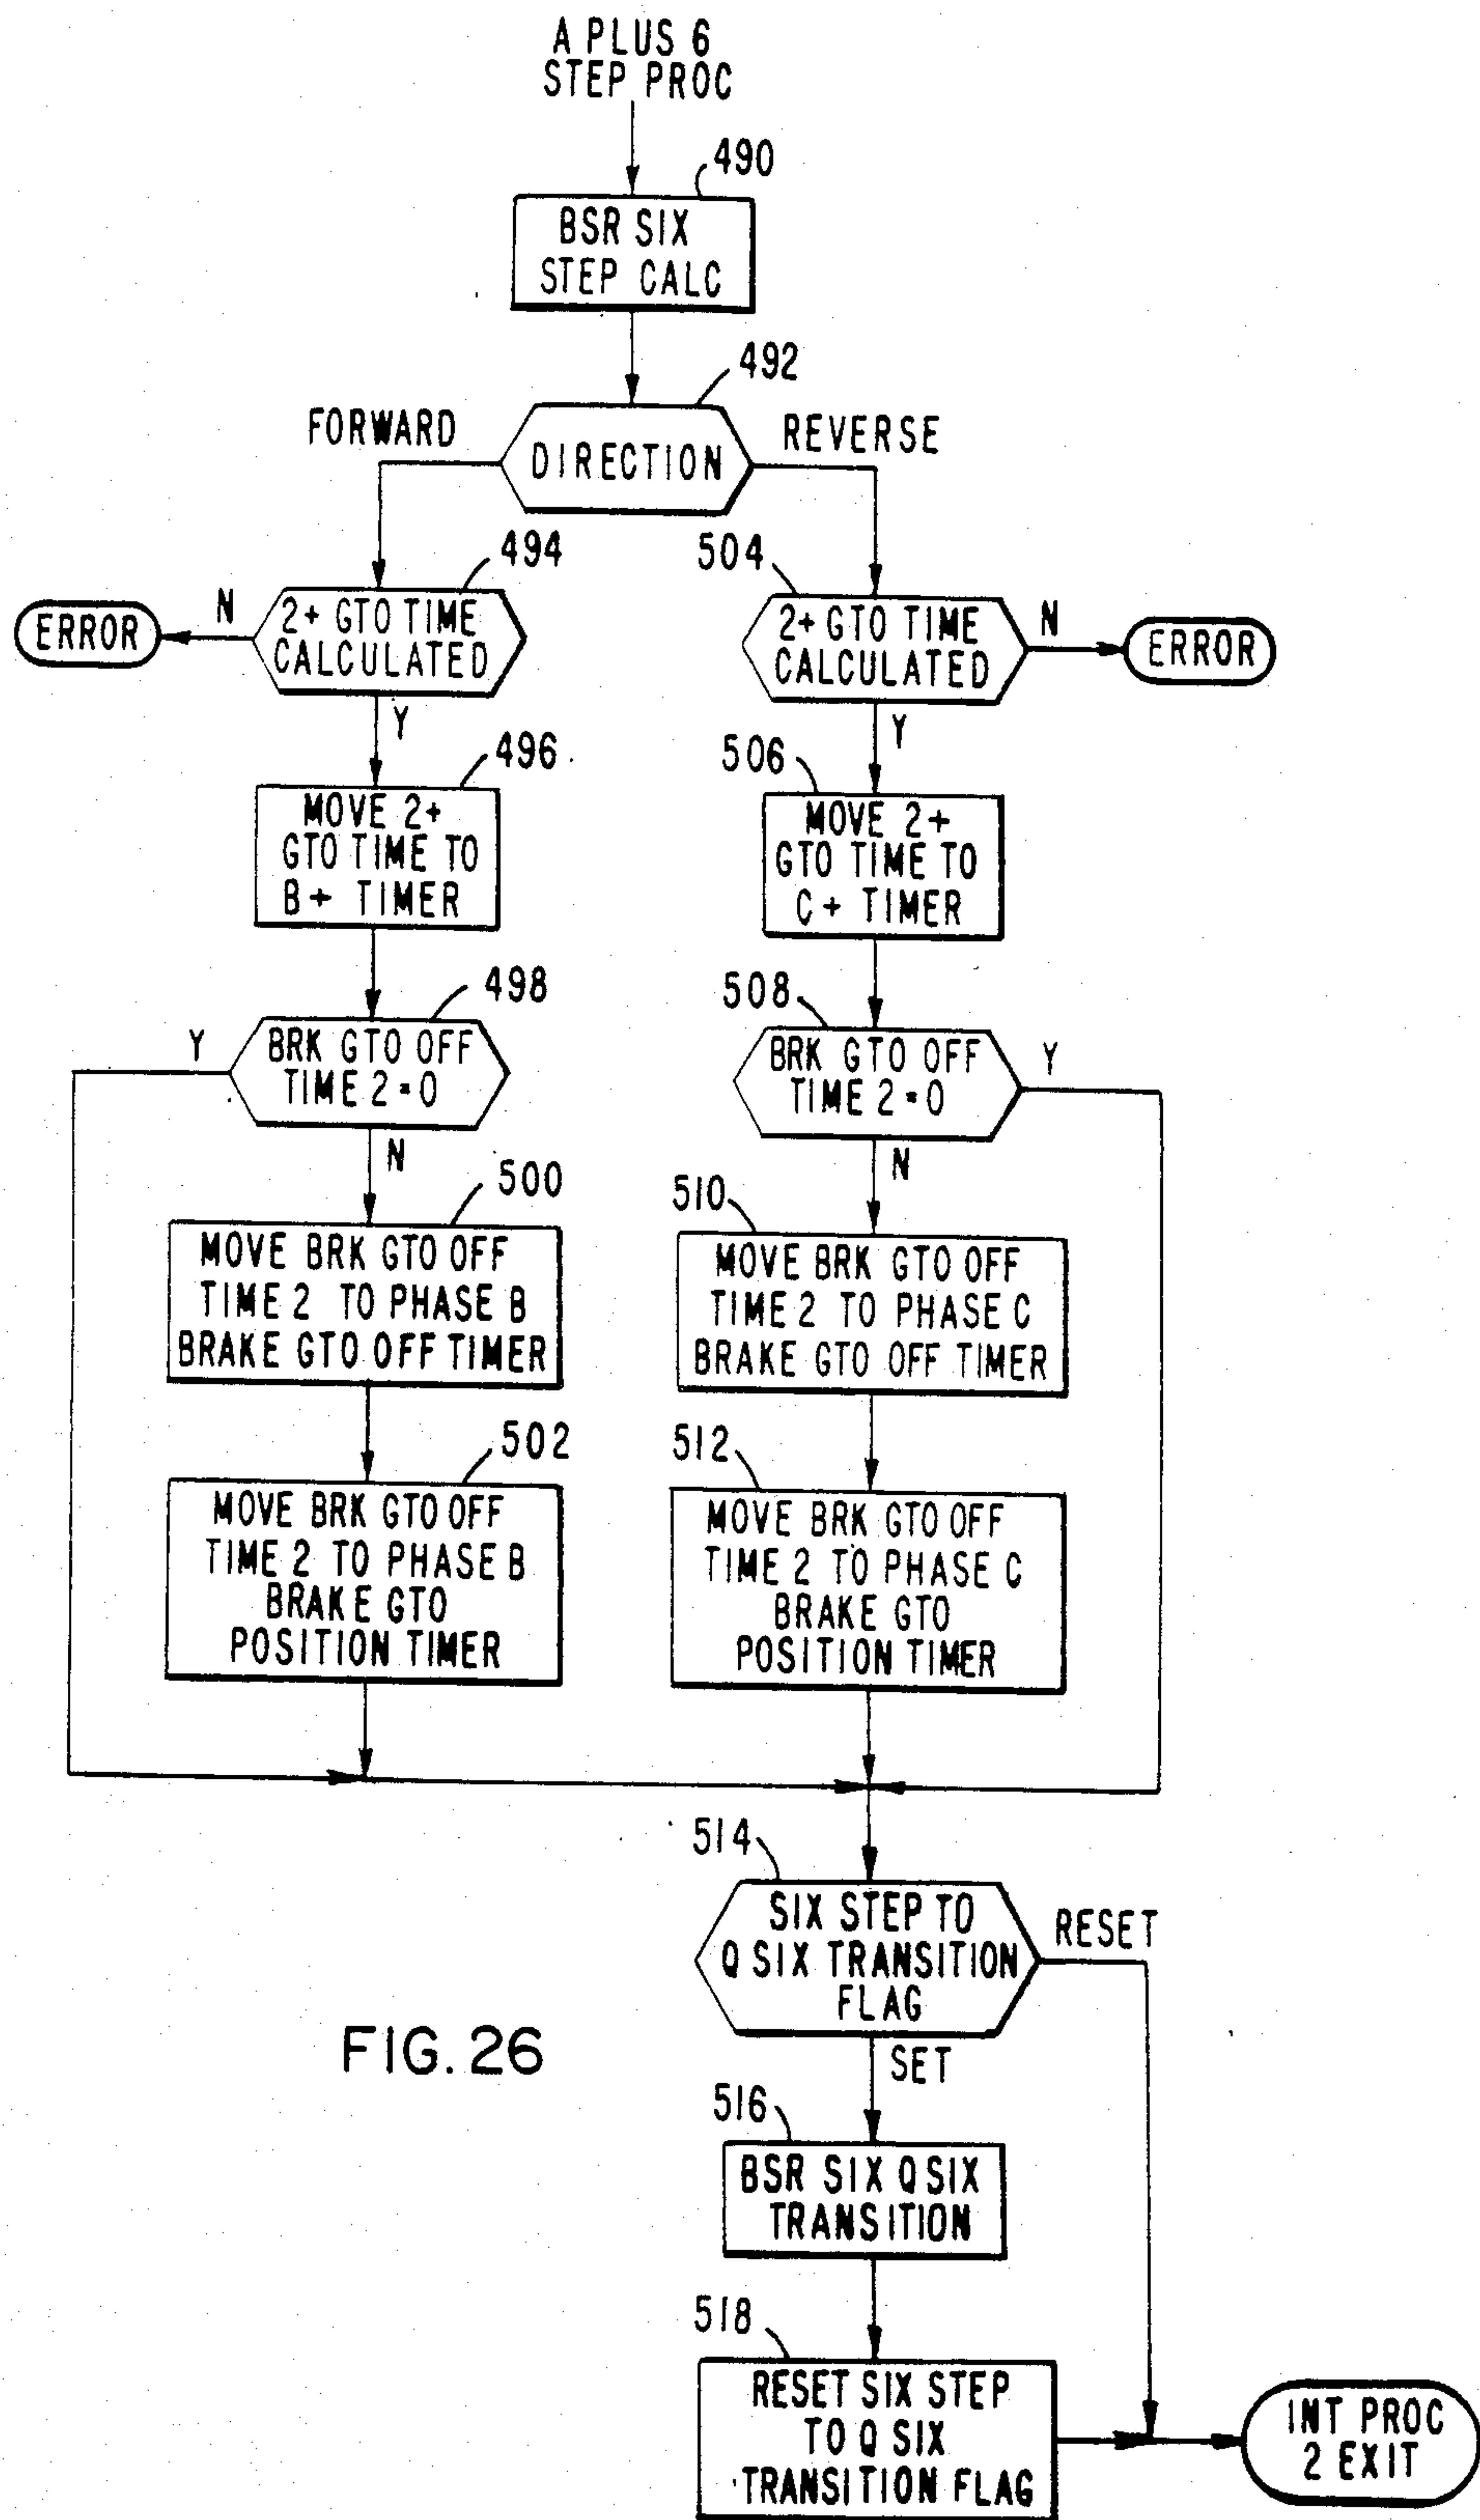 A PLUS 6
STEP PROC
490
BSR SIX
STEP CALC
492
FORWARD
DIRECTION
REVERSE
494
504
ERROR
N
2+ GTO TIME
CALCULATED
2+ GTO TIME
CALCULATED
N
ERROR
Y
Y
496
506
MOVE 2+
GTO TIME TO
B+ TIMER
MOVE 2+
GTO TIME TO
C+ TIMER
498
508
Y
BRK GTO OFF
TIME 2=0
BRK GTO OFF
TIME 2=0
Y
N
N
500
510
MOVE BRK GTO OFF
TIME 2 TO PHASE B
BRAKE GTO OFF TIMER
MOVE BRK GTO OFF
TIME 2 TO PHASE C
BRAKE GTO OFF TIMER
502
512
MOVE BRK GTO OFF
TIME 2 TO PHASE B
BRAKE GTO
POSITION TIMER
MOVE BRK GTO OFF
TIME 2 TO PHASE C
BRAKE GTO
POSITION TIMER
514
SIX STEP TO
Q SIX TRANSITION
FLAG
RESET
SET
FIG. 26
516
BSR SIX Q SIX
TRANSITION
518
RESET SIX STEP
TO Q SIX
TRANSITION FLAG
INT PROC
2 EXIT